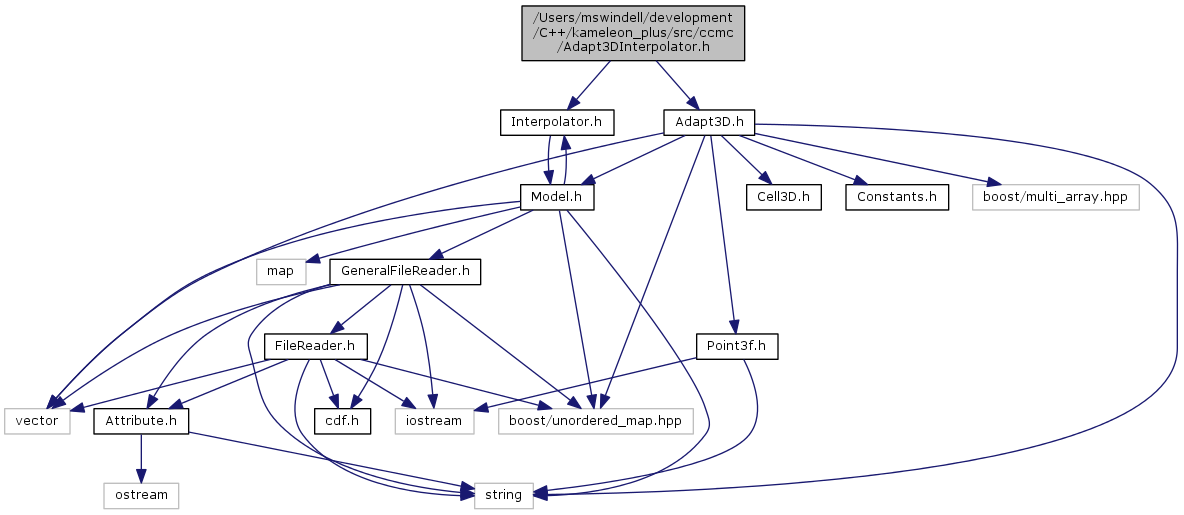 /Users/mswindell/development
/C++/kameleon_plus/src/ccmc
/Adapt3DInterpolator.h
Interpolator.h
Adapt3D.h
Model.h
Cell3D.h
Constants.h
boost/multi_array.hpp
map
GeneralFileReader.h
FileReader.h
Point3f.h
vector
Attribute.h
cdf.h
iostream
boost/unordered_map.hpp
ostream
string